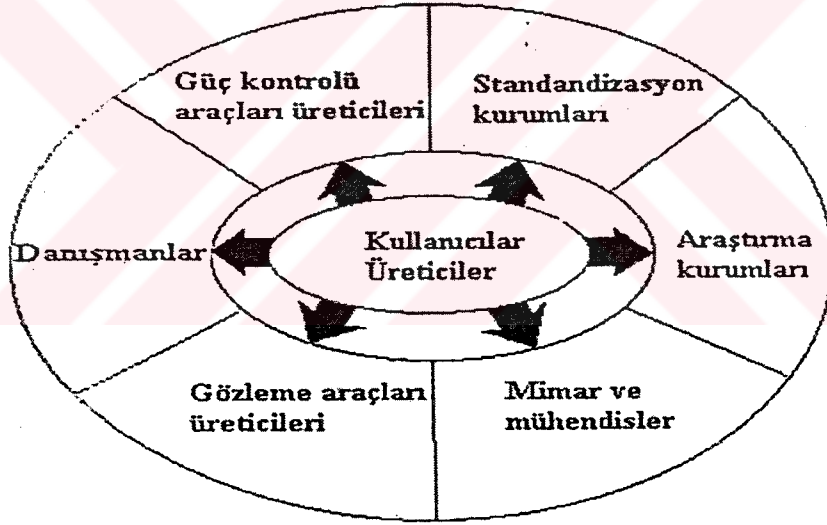 Güç kontrolü
araçları üreticileri
Standandizasyon
kurumları
Danışmanlar
Kullanıcılar
Üreticiler
Araştırma
kurumları
Gözleme araçları
üreticileri
Mimar ve
mühendisler